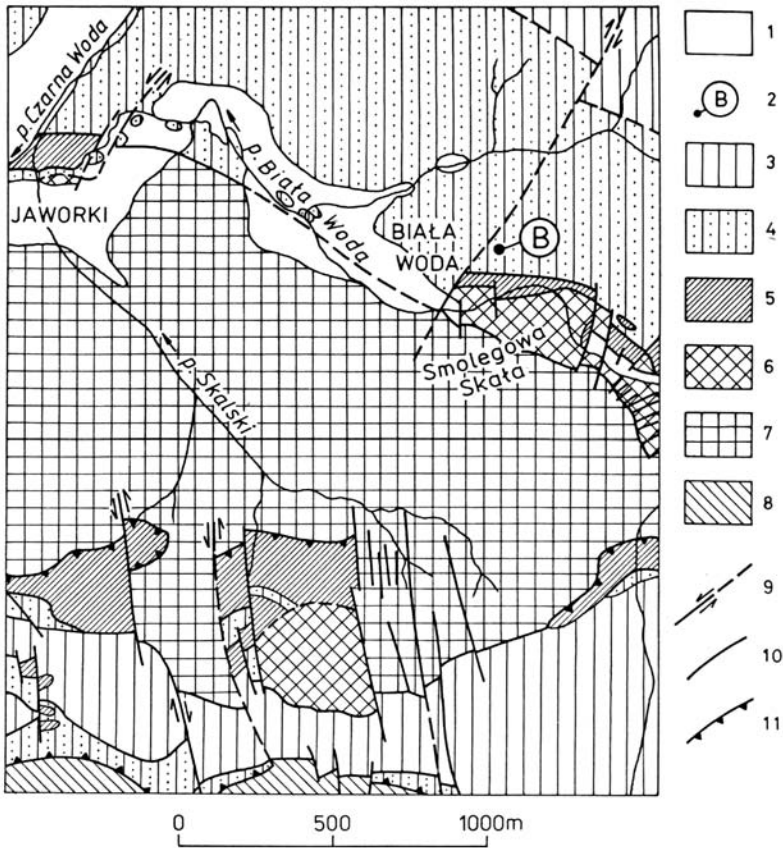 p. Czarna Woda
JAWORKI
p. Biała Woda
BIAŁA
WODA
B
Smolegowa
Skała
p. Skalski
1
B
2
3
4
5
6
7
8
9
10
11
0 500 1000m